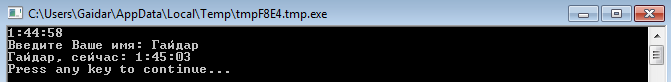 C:\Users\Gaidar\AppData\Local\Temp\tmpF8E4.tmp.exe
1:44:58
Введите Ваше имя: Гайдар
Гайдар, сейчас: 1:45:03
Press any key to continue...